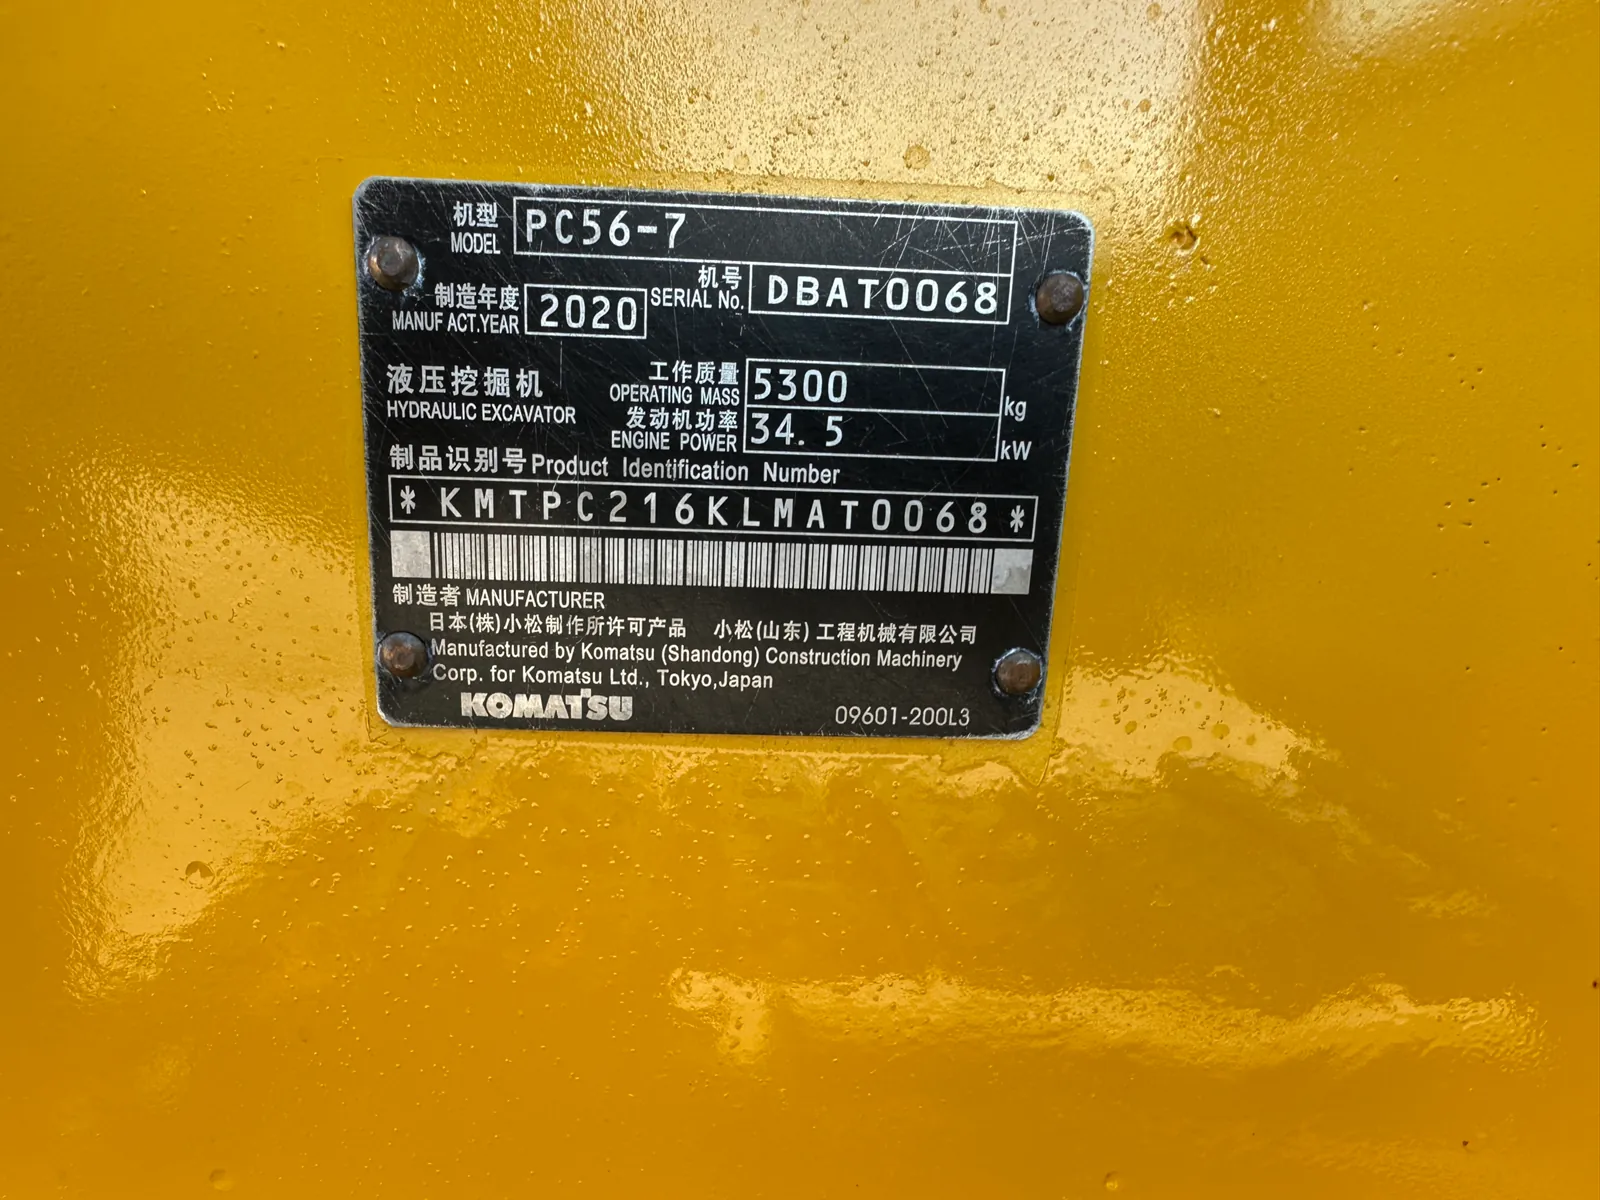 机型
MODEL PC56-7
机号
SERIAL No. DBAT0068
制造年度
MANUF ACT.YEAR 2020
液压挖掘机
HYDRAULIC EXCAVATOR
工作质量
OPERATING MASS 5300 kg
发动机功率
ENGINE POWER 34.5 kW
制品识别号 Product Identification Number
*KMTPC216KLMAT0068*
制造者 MANUFACTURER
日本(株)小松制作所许可产品 小松(山东)工程机械有限公司
Manufactured by Komatsu (Shandong) Construction Machinery
Corp. for Komatsu Ltd., Tokyo,Japan
KOMATSU
09601-200L3